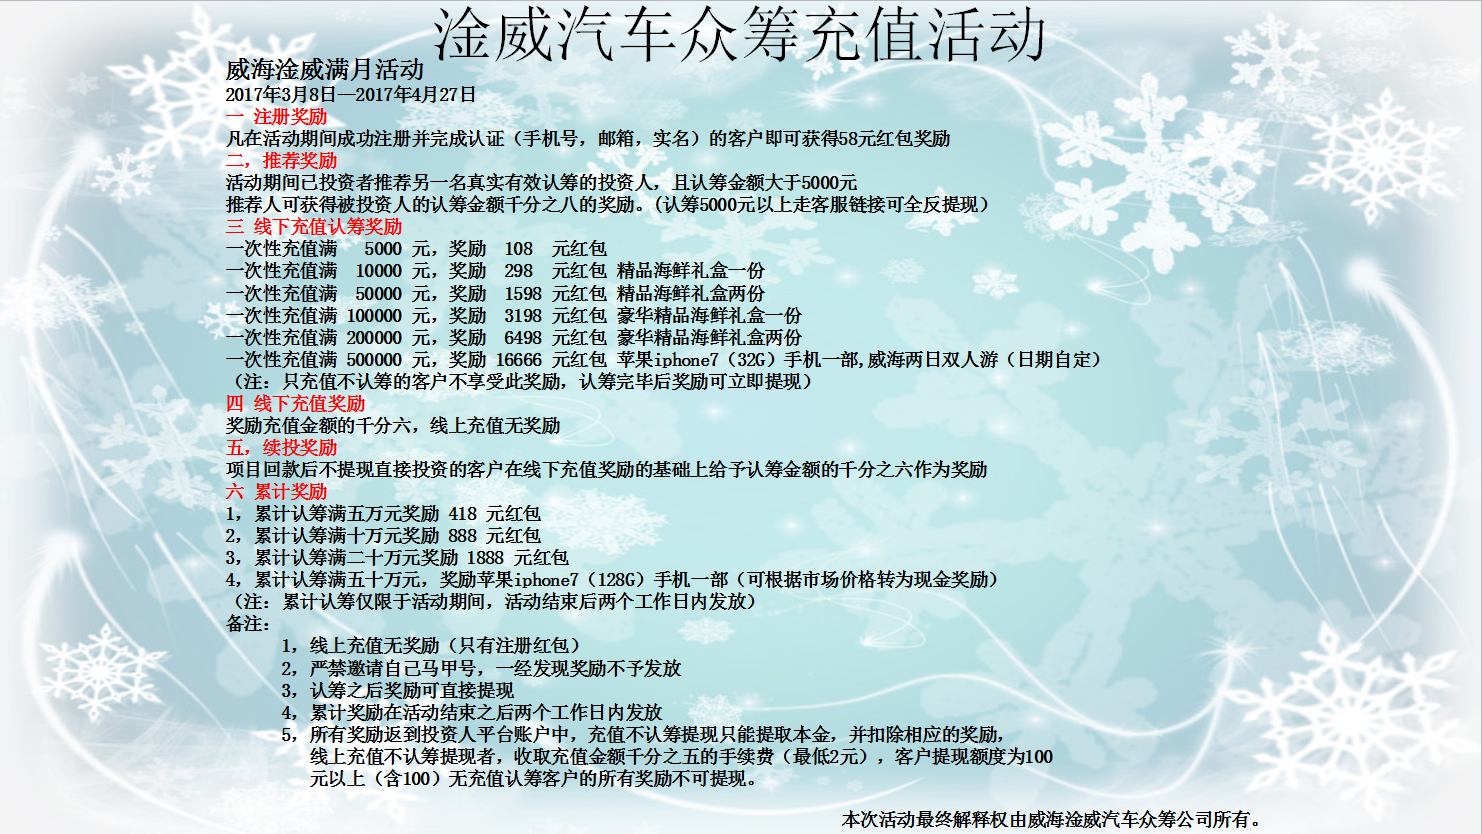 淦威汽车众筹充值活动
威海淦威满月活动
2017年3月8日—2017年4月27日
一 注册奖励
凡在活动期间成功注册并完成认证（手机号，邮箱，实名）的客户即可获得58元红包奖励
二，推荐奖励
活动期间已投资者推荐另一名真实有效认筹的投资人，且认筹金额大于5000元
推荐人可获得被投资人的认筹金额千分之八的奖励。(认筹5000元以上走客服链接可全反提现）
三 线下充值认筹奖励
一次性充值满 5000 元，奖励 108 元红包
一次性充值满 10000 元，奖励 298 元红包 精品海鲜礼盒一份
一次性充值满 50000 元，奖励 1598 元红包 精品海鲜礼盒两份
一次性充值满 100000 元，奖励 3198 元红包 豪华精品海鲜礼盒一份
一次性充值满 200000 元，奖励 6498 元红包 豪华精品海鲜礼盒两份
一次性充值满 500000 元，奖励 16666 元红包 苹果iphone7（32G）手机一部,威海两日双人游（日期自定）
（注：只充值不认筹的客户不享受此奖励，认筹完毕后奖励可立即提现）
四 线下充值奖励
奖励充值金额的千分六，线上充值无奖励
五，续投奖励
项目回款后不提现直接投资的客户在线下充值奖励的基础上给予认筹金额的千分之六作为奖励
六 累计奖励
1，累计认筹满五万元奖励 418 元红包
2，累计认筹满十万元奖励 888 元红包
3，累计认筹满二十万元奖励 1888 元红包
4，累计认筹满五十万元，奖励苹果iphone7（128G）手机一部（可根据市场价格转为现金奖励）
（注：累计认筹仅限于活动期间，活动结束后两个工作日内发放）
备注：
1，线上充值无奖励（只有注册红包）
2，严禁邀请自己马甲号，一经发现奖励不予发放
3，认筹之后奖励可直接提现
4，累计奖励在活动结束之后两个工作日内发放
5，所有奖励返到投资人平台账户中，充值不认筹提现只能提取本金，并扣除相应的奖励，
线上充值不认筹提现者，收取充值金额千分之五的手续费（最低2元），客户提现额度为100
元以上（含100）无充值认筹客户的所有奖励不可提现。
本次活动最终解释权由威海淦威汽车众筹公司所有。